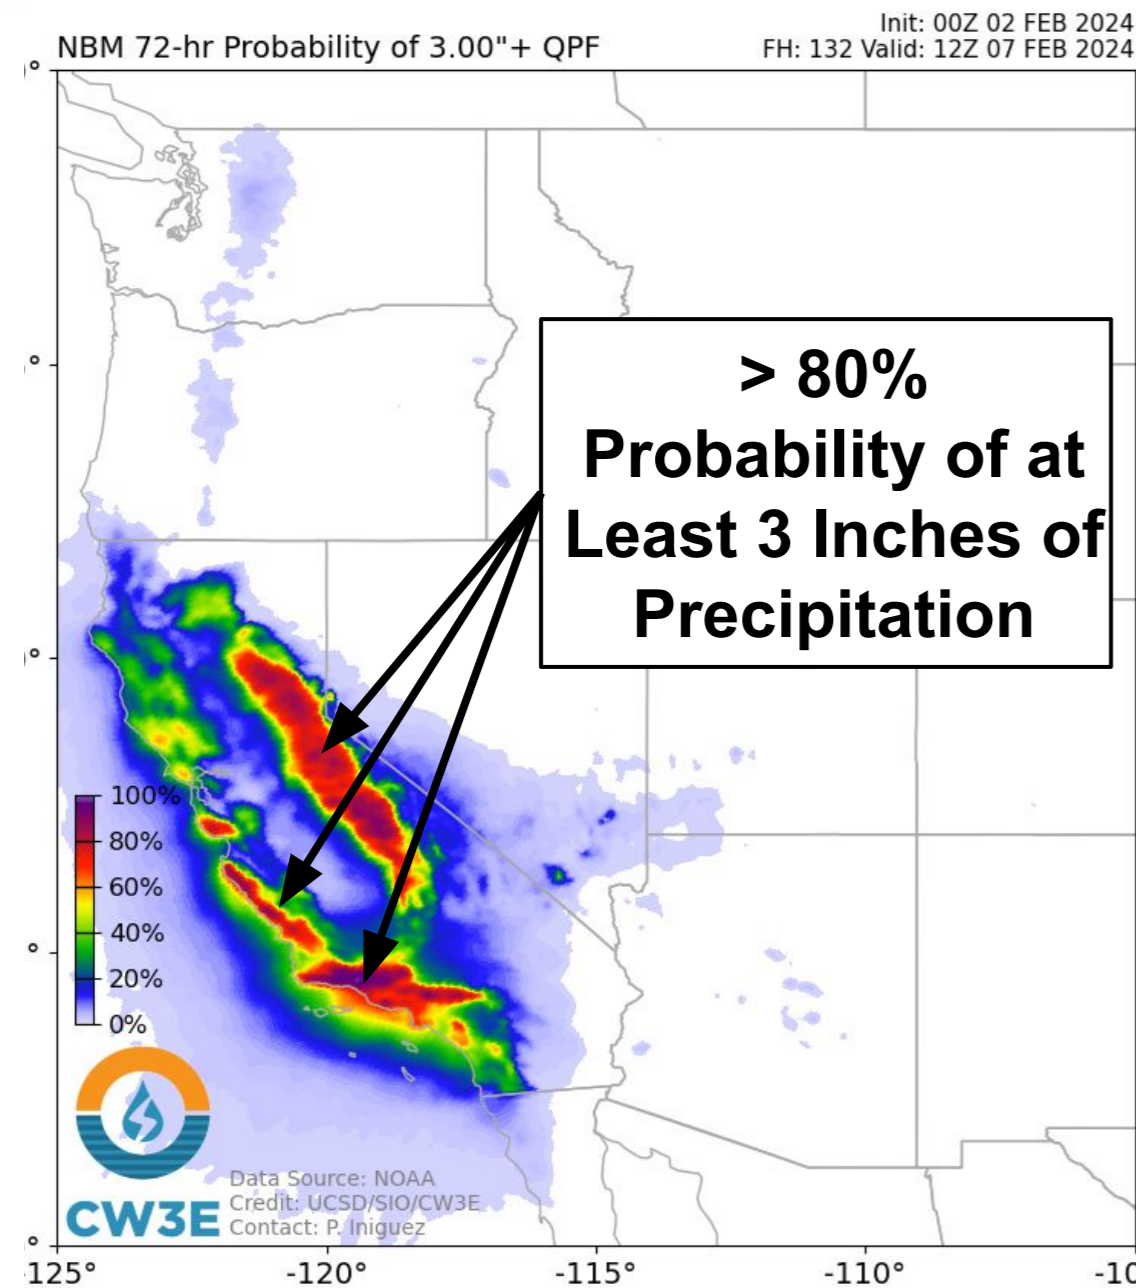 Init: 00Z 02 FEB 2024
NBM 72-hr Probability of 3.00"+ QPF
FH: 132 Valid: 12Z 07 FEB 2024
°
°
> 80%
Probability of at
Least 3 Inches of
Precipitation
°
100%
80%
60%
40%
20%
0%
°
Data Source: NOAA
Credit: UCSD/SIO/CW3E
Contact: P. Iniguez
CW3E
°
-125°
-120°
-115°
-110°
-10